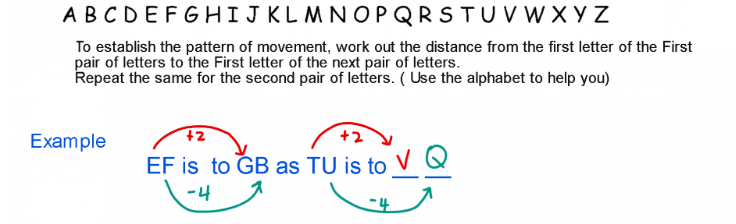 A B C D E F G H I J K L M N O P Q R S T U V W X Y Z
To establish the pattern of movement, work out the distance from the first letter of the First
pair of letters to the First letter of the next pair of letters.
Repeat the same for the second pair of letters. ( Use the alphabet to help you)
+2 +2
Example EF is to GB as TU is to V Q
-4 -4